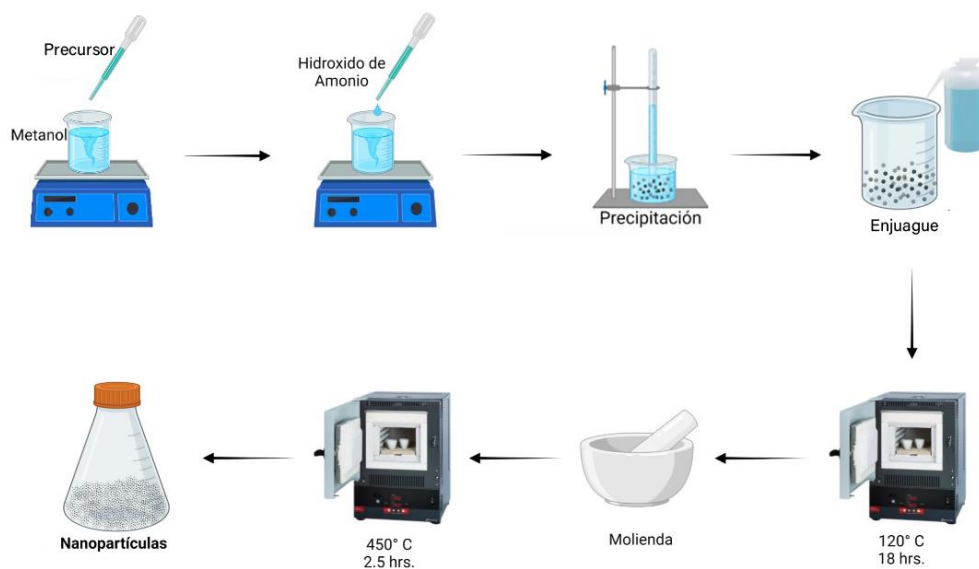 Precursor
Metanol
Hidroxido de
Amonio
Precipitación
Enjuague
120° C
18 hrs.
Molienda
450° C
2.5 hrs.
Nanopartículas